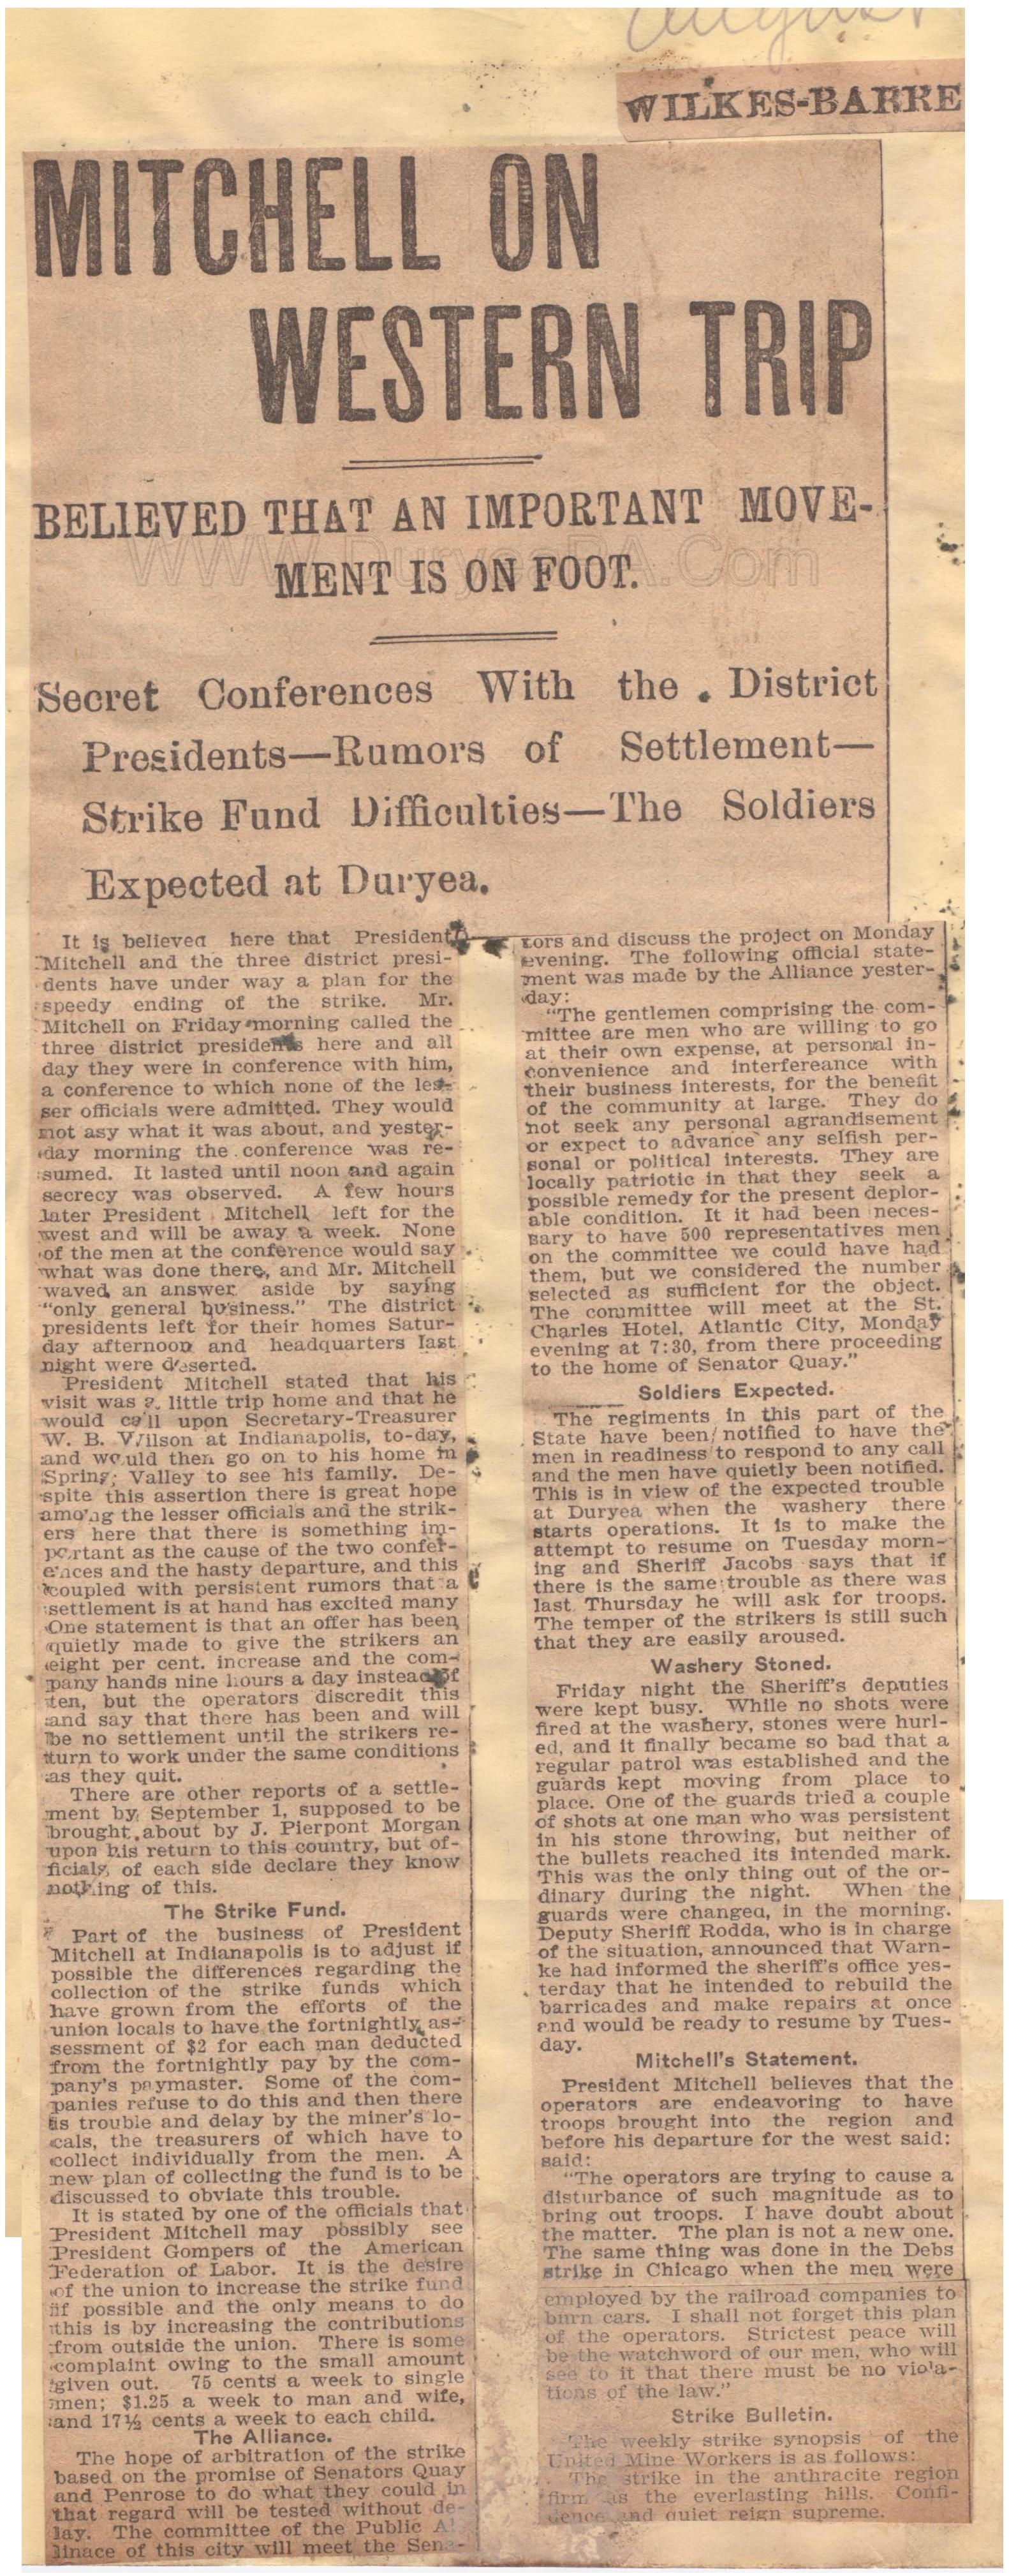 August
WILKES-BARRE
MITCHELL ON
WESTERN TRIP
BELIEVED THAT AN IMPORTANT MOVE-
MENT IS ON FOOT.
www.DuryeaPA.Com
Secret Conferences With the District
Presidents—Rumors of Settlement—
Strike Fund Difficulties—The Soldiers
Expected at Duryea.
It is believed here that President
Mitchell and the three district presi-
dents have under way a plan for the
speedy ending of the strike. Mr.
Mitchell on Friday morning called the
three district presidents here and all
day they were in conference with him,
a conference to which none of the les-
ser officials were admitted. They would
not asy what it was about, and yester-
day morning the conference was re-
sumed. It lasted until noon and again
secrecy was observed. A few hours
later President Mitchell left for the
west and will be away a week. None
of the men at the conference would say
what was done there, and Mr. Mitchell
waved an answer aside by saying
"only general business." The district
presidents left for their homes Satur-
day afternoon and headquarters last
night were deserted.
President Mitchell stated that his
visit was a little trip home and that he
would call upon Secretary-Treasurer
W. B. Wilson at Indianapolis, to-day,
and would then go on to his home in
Spring Valley to see his family. De-
spite this assertion there is great hope
among the lesser officials and the strik-
ers here that there is something im-
portant as the cause of the two confer-
ences and the hasty departure, and this
coupled with persistent rumors that a
settlement is at hand has excited many
One statement is that an offer has been
quietly made to give the strikers an
eight per cent. increase and the com-
pany hands nine hours a day instead of
ten, but the operators discredit this
and say that there has been and will
be no settlement until the strikers re-
turn to work under the same conditions
as they quit.
There are other reports of a settle-
ment by September 1, supposed to be
brought about by J. Pierpont Morgan
upon his return to this country, but of-
ficials of each side declare they know
nothing of this.
The Strike Fund.
Part of the business of President
Mitchell at Indianapolis is to adjust if
possible the differences regarding the
collection of the strike funds which
have grown from the efforts of the
union locals to have the fortnightly as-
sessment of $2 for each man deducted
from the fortnightly pay by the com-
pany's paymaster. Some of the com-
panies refuse to do this and then there
is trouble and delay by the miner's lo-
cals, the treasurers of which have to
collect individually from the men. A
new plan of collecting the fund is to be
discussed to obviate this trouble.
It is stated by one of the officials that
President Mitchell may possibly see
President Gompers of the American
Federation of Labor. It is the desire
of the union to increase the strike fund
if possible and the only means to do
this is by increasing the contributions
from outside the union. There is some
complaint owing to the small amount
given out. 75 cents a week to single
men; $1.25 a week to man and wife,
and 17½ cents a week to each child.
The Alliance.
The hope of arbitration of the strike
based on the promise of Senators Quay
and Penrose to do what they could in
that regard will be tested without de-
lay. The committee of the Public Al-
linace of this city will meet the Sena-
tors and discuss the project on Monday
evening. The following official state-
ment was made by the Alliance yester-
day:
"The gentlemen comprising the com-
mittee are men who are willing to go
at their own expense, at personal in-
convenience and interfereance with
their business interests, for the benefit
of the community at large. They do
not seek any personal agrandisement
or expect to advance any selfish per-
sonal or political interests. They are
locally patriotic in that they seek a
possible remedy for the present deplor-
able condition. It it had been neces-
sary to have 500 representatives men
on the committee we could have had
them, but we considered the number
selected as sufficient for the object.
The committee will meet at the St.
Charles Hotel, Atlantic City, Monday
evening at 7:30, from there proceeding
to the home of Senator Quay."
Soldiers Expected.
The regiments in this part of the
State have been notified to have the
men in readiness to respond to any call
and the men have quietly been notified.
This is in view of the expected trouble
at Duryea when the washery there
starts operations. It is to make the
attempt to resume on Tuesday morn-
ing and Sheriff Jacobs says that if
there is the same trouble as there was
last Thursday he will ask for troops.
The temper of the strikers is still such
that they are easily aroused.
Washery Stoned.
Friday night the Sheriff's deputies
were kept busy. While no shots were
fired at the washery, stones were hurl-
ed, and it finally became so bad that a
regular patrol was established and the
guards kept moving from place to
place. One of the guards tried a couple
of shots at one man who was persistent
in his stone throwing, but neither of
the bullets reached its intended mark.
This was the only thing out of the or-
dinary during the night. When the
guards were changed, in the morning.
Deputy Sheriff Rodda, who is in charge
of the situation, announced that Warn-
ke had informed the sheriff's office yes-
terday that he intended to rebuild the
barricades and make repairs at once
and would be ready to resume by Tues-
day.
Mitchell's Statement.
President Mitchell believes that the
operators are endeavoring to have
troops brought into the region and
before his departure for the west said:
said:
"The operators are trying to cause a
disturbance of such magnitude as to
bring out troops. I have doubt about
the matter. The plan is not a new one.
The same thing was done in the Debs
strike in Chicago when the men were
employed by the railroad companies to
burn cars. I shall not forget this plan
of the operators. Strictest peace will
be the watchword of our men, who will
see to it that there must be no viola-
tions of the law."
Strike Bulletin.
The weekly strike synopsis of the
United Mine Workers is as follows:
The strike in the anthracite region
firm as the everlasting hills. Confi-
dence and quiet reign supreme.